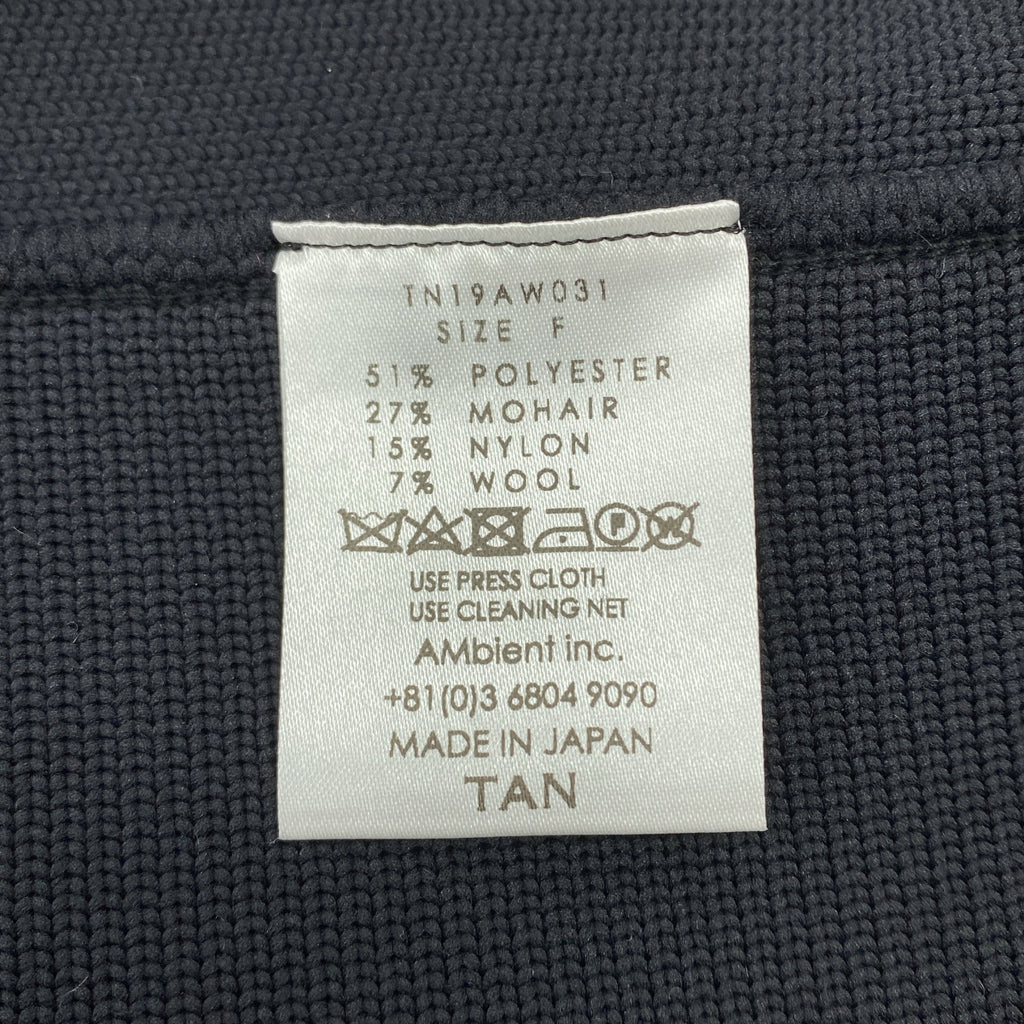 TN19AW031
SIZE F
51% POLYESTER
27% MOHAIR
15% NYLON
7% WOOL
P W
USE PRESS CLOTH
USE CLEANING NET
AMbient inc.
+81(0)3 6804 9090
MADE IN JAPAN
TAN